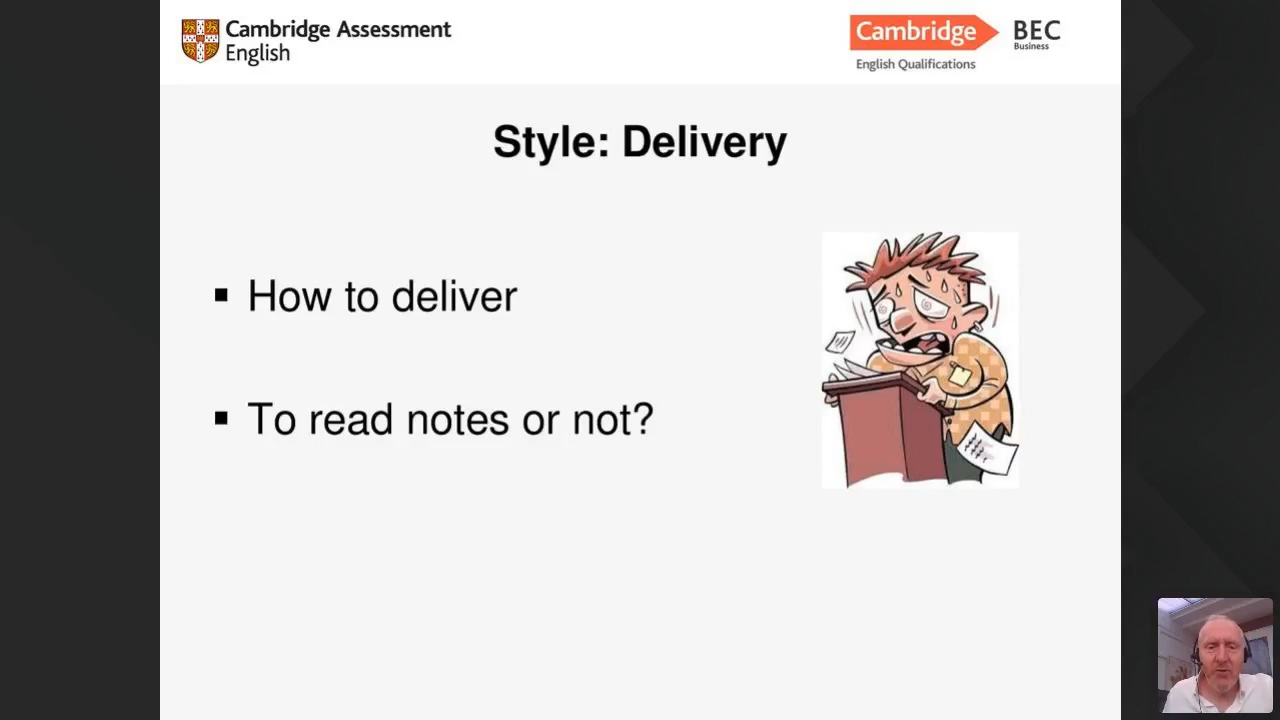 Cambridge Assessment
English
Cambridge
BEC
Business
English Qualifications
Style: Delivery
▪ How to deliver
▪ To read notes or not?